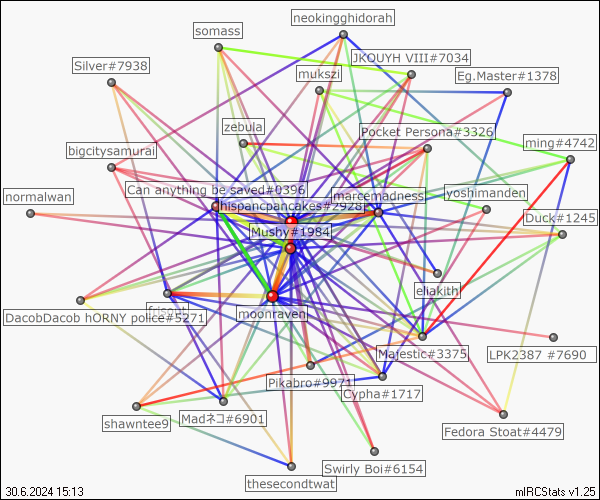 neokingghidorah
somass
JKQUYH VIII#7034
Silver#7938
mukszi
Eg.Master#1378
zebula
Pocket Persona#3326
ming#4742
bigcitysamurai
Can anything be saved#0396
marcemadness
yoshimanden
normalwan
hispancpancakes#2928
Duck#1245
Mushy#1984
eliakith
DacobDacob hORNY police#5271
moonraven
Majestic#3375
LPK2387 #7690
Pikabro#9971
Cypha#1717
shawntee9
Madネコ#6901
Fedora Stoat#4479
Swirly Boi#6154
thesecondtwat
30.6.2024 15:13
mIRCStats v1.25